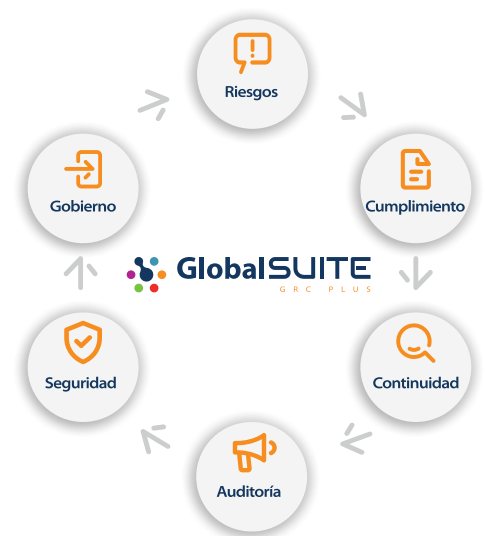 Riesgos
Gobierno
Cumplimiento
GlobalSUITE
GRC PLUS
Seguridad
Continuidad
Auditoría